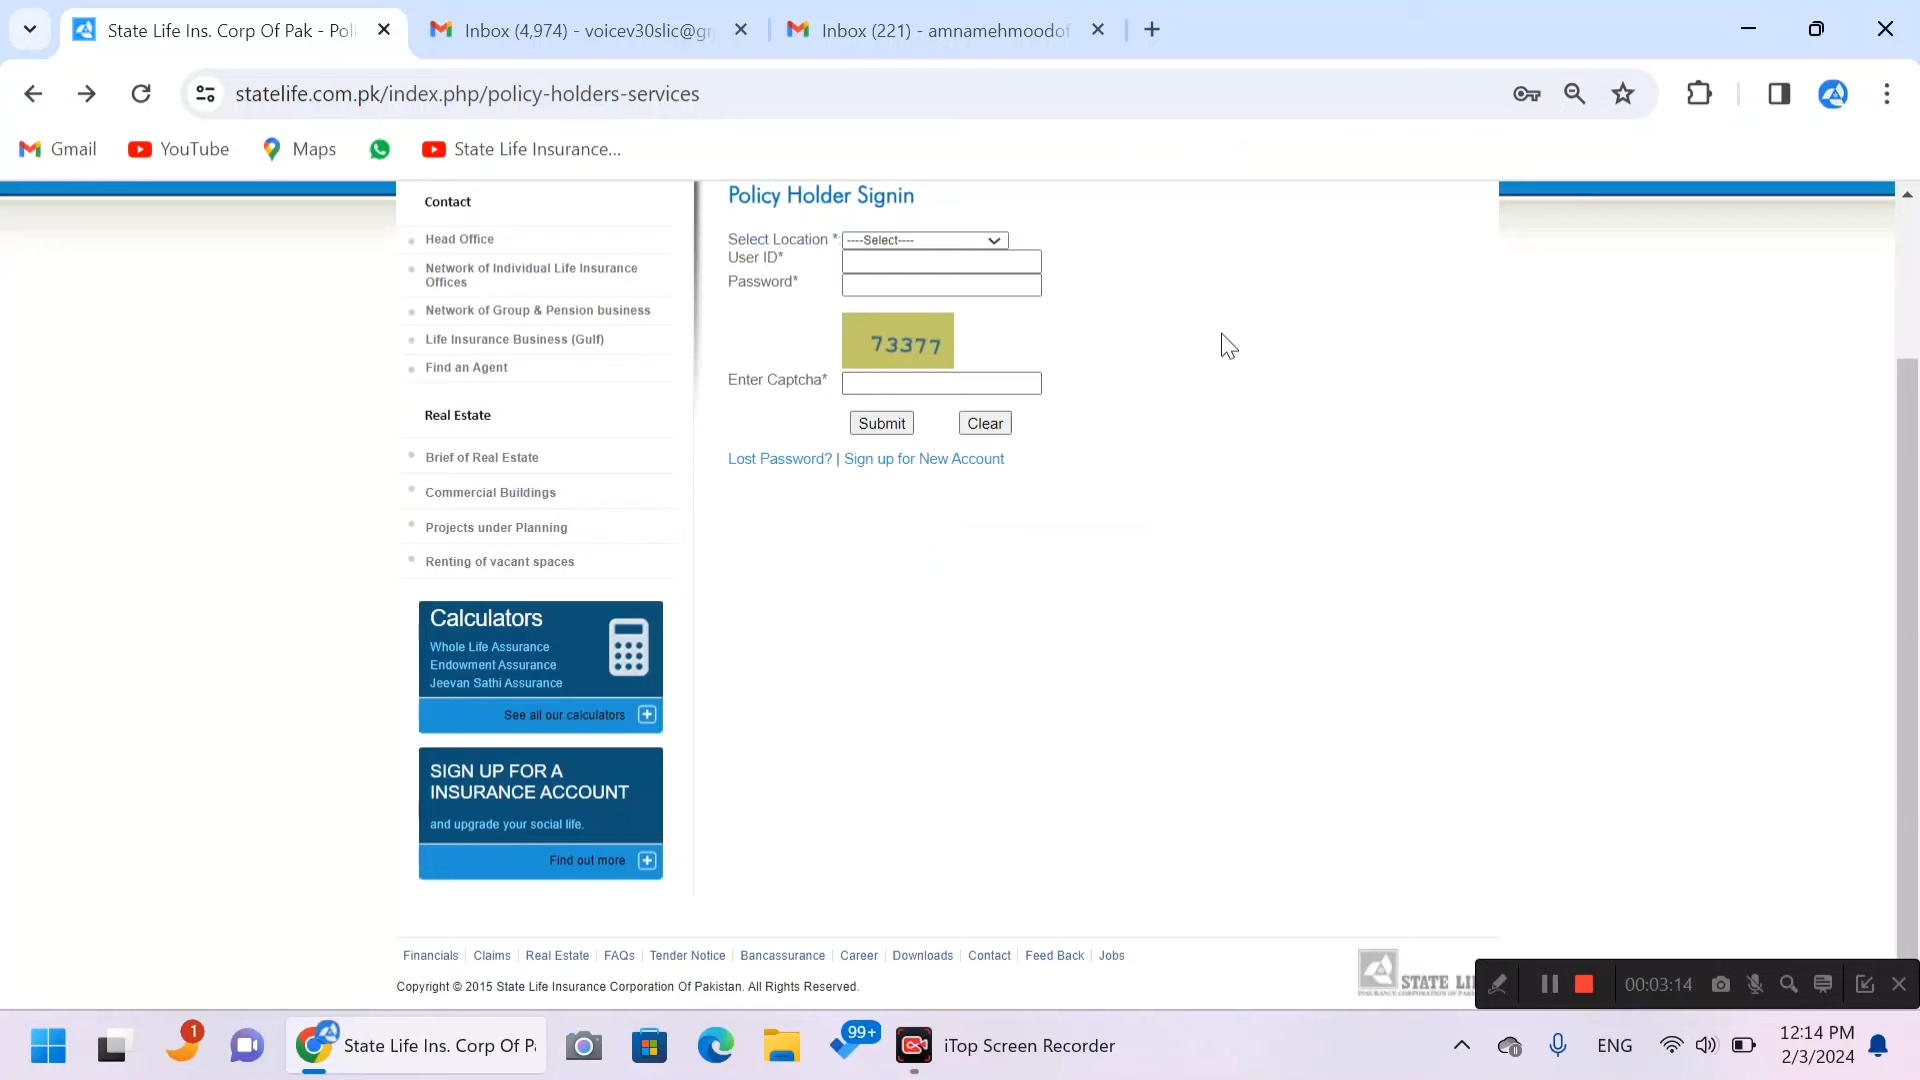 State Life Ins. Corp Of Pak - Poli
Inbox (4,974) - voicev30slic@g
Inbox (221) - amnamehmoodof
statelife.com.pk/index.php/policy-holders-services
Gmail
YouTube
Maps
State Life Insurance...
Contact
Head Office
Network of Individual Life Insurance
Offices
Network of Group & Pension business
Life Insurance Business (Gulf)
Find an Agent
Real Estate
Brief of Real Estate
Commercial Buildings
Projects under Planning
Renting of vacant spaces
Calculators
Whole Life Assurance
Endowment Assurance
Jeevan Sathi Assurance
See all our calculators
SIGN UP FOR A
INSURANCE ACCOUNT
and upgrade your social life.
Find out more
Policy Holder Signin
Select Location *: ----Select----
User ID*
Password*
73377
Enter Captcha*
Submit Clear
Lost Password? | Sign up for New Account
Financials Claims Real Estate FAQs Tender Notice Bancassurance Career Downloads Contact Feed Back Jobs
Copyright © 2015 State Life Insurance Corporation Of Pakistan. All Rights Reserved.
STATE LI
INSURANCE CORPORATION OF
00:03:14
1
State Life Ins. Corp Of P
99+
iTop Screen Recorder
ENG
12:14 PM
2/3/2024